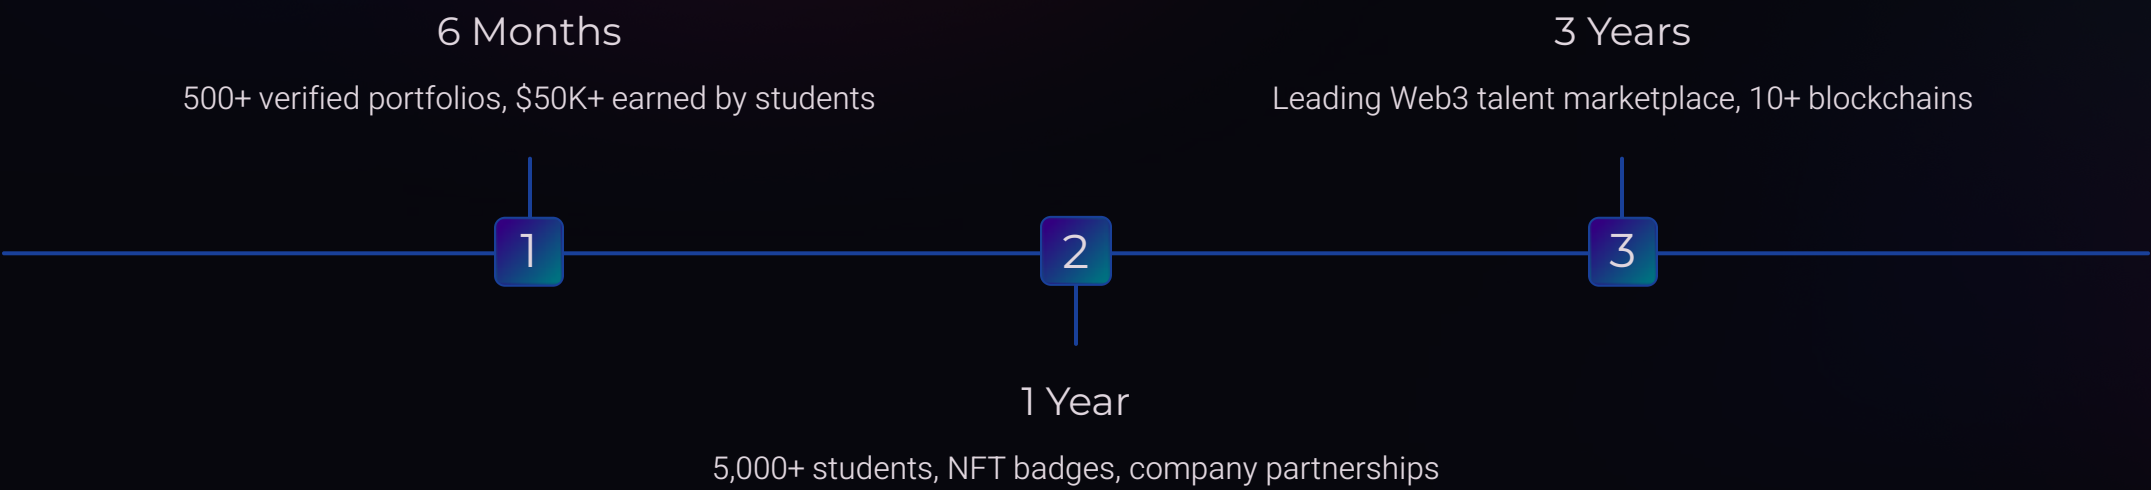 6 Months
500+ verified portfolios, $50K+ earned by students
1
2
1 Year
5,000+ students, NFT badges, company partnerships
3 Years
Leading Web3 talent marketplace, 10+ blockchains
3